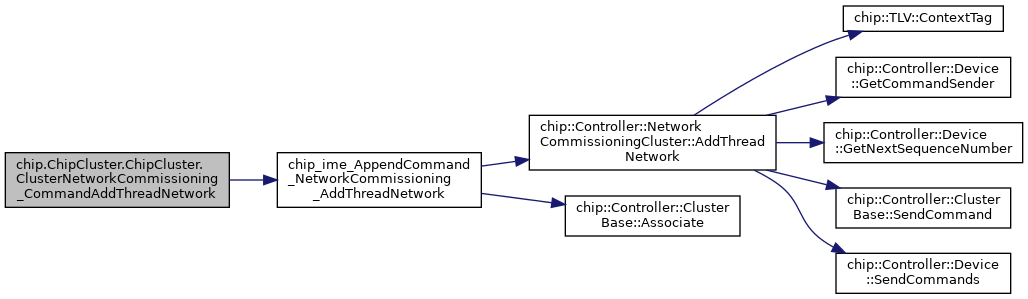 chip.ChipCluster.ChipCluster.
ClusterNetworkCommissioning
_CommandAddThreadNetwork
chip_ime_AppendCommand
_NetworkCommissioning
_AddThreadNetwork
chip::Controller::Network
CommissioningCluster::AddThread
Network
chip::Controller::Cluster
Base::Associate
chip::TLV::ContextTag
chip::Controller::Device
::GetCommandSender
chip::Controller::Device
::GetNextSequenceNumber
chip::Controller::Cluster
Base::SendCommand
chip::Controller::Device
::SendCommands